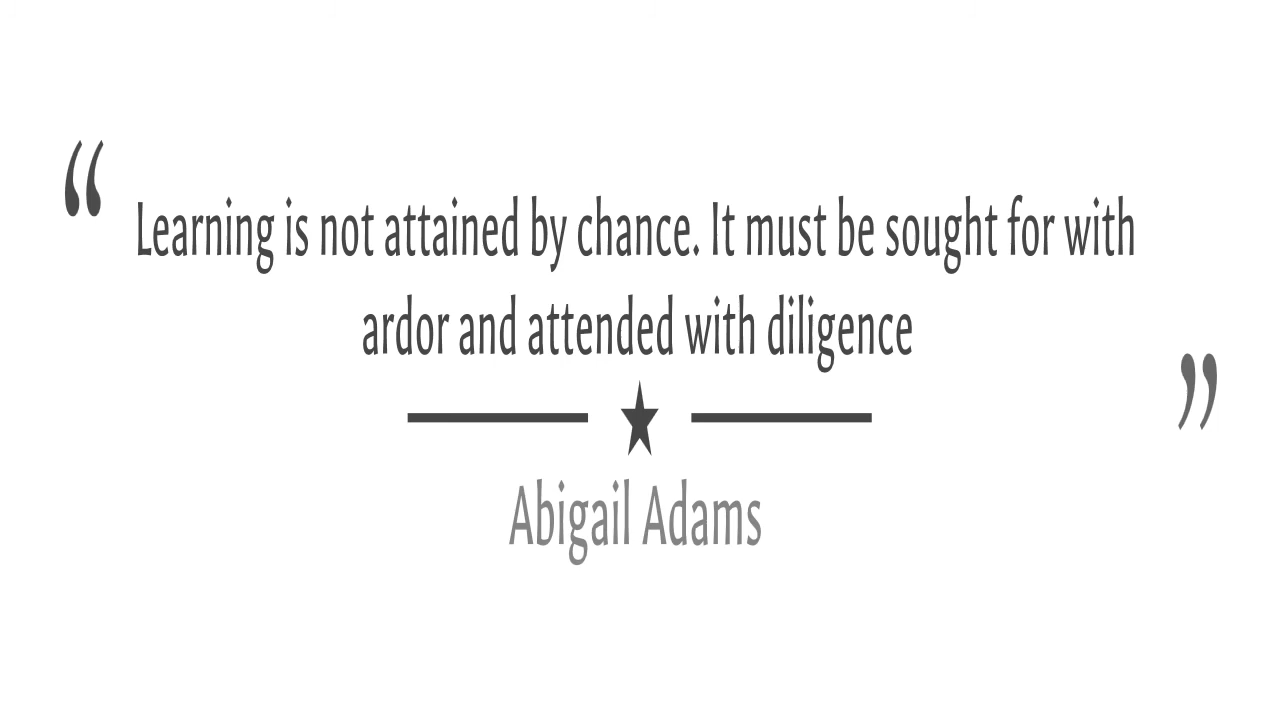 “ Learning is not attained by chance. It must be sought for with
ardor and attended with diligence ”
Abigail Adams